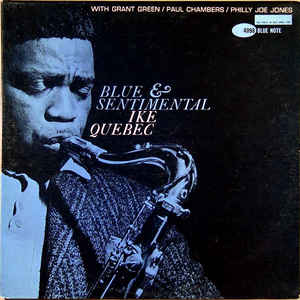 WITH GRANT GREEN / PAUL CHAMBERS / PHILLY JOE JONES
4098 BLUE NOTE
BLUE &
SENTIMENTAL
IKE
QUEBEC